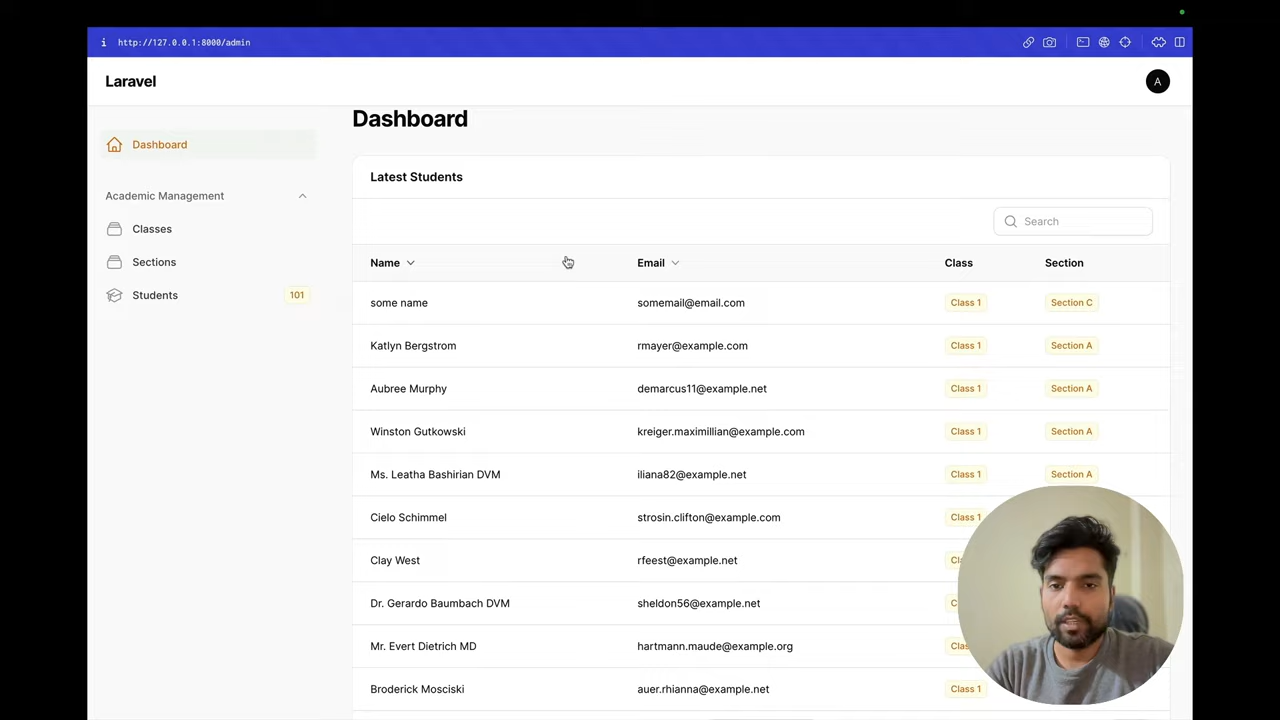 http://127.0.0.1:8000/admin
Laravel
A
Dashboard
Academic Management
Classes
Sections
Students 101
Dashboard
Latest Students
Search
Name Email Class Section
some name somemail@email.com Class 1 Section C
Katlyn Bergstrom rmayer@example.com Class 1 Section A
Aubree Murphy demarcus11@example.net Class 1 Section A
Winston Gutkowski kreiger.maximillian@example.com Class 1 Section A
Ms. Leatha Bashirian DVM iliana82@example.net Class 1 Section A
Cielo Schimmel strosin.clifton@example.com Class 1
Clay West rfeest@example.net
Dr. Gerardo Baumbach DVM sheldon56@example.net
Mr. Evert Dietrich MD hartmann.maude@example.org
Broderick Mosciski auer.rhianna@example.net Class 1